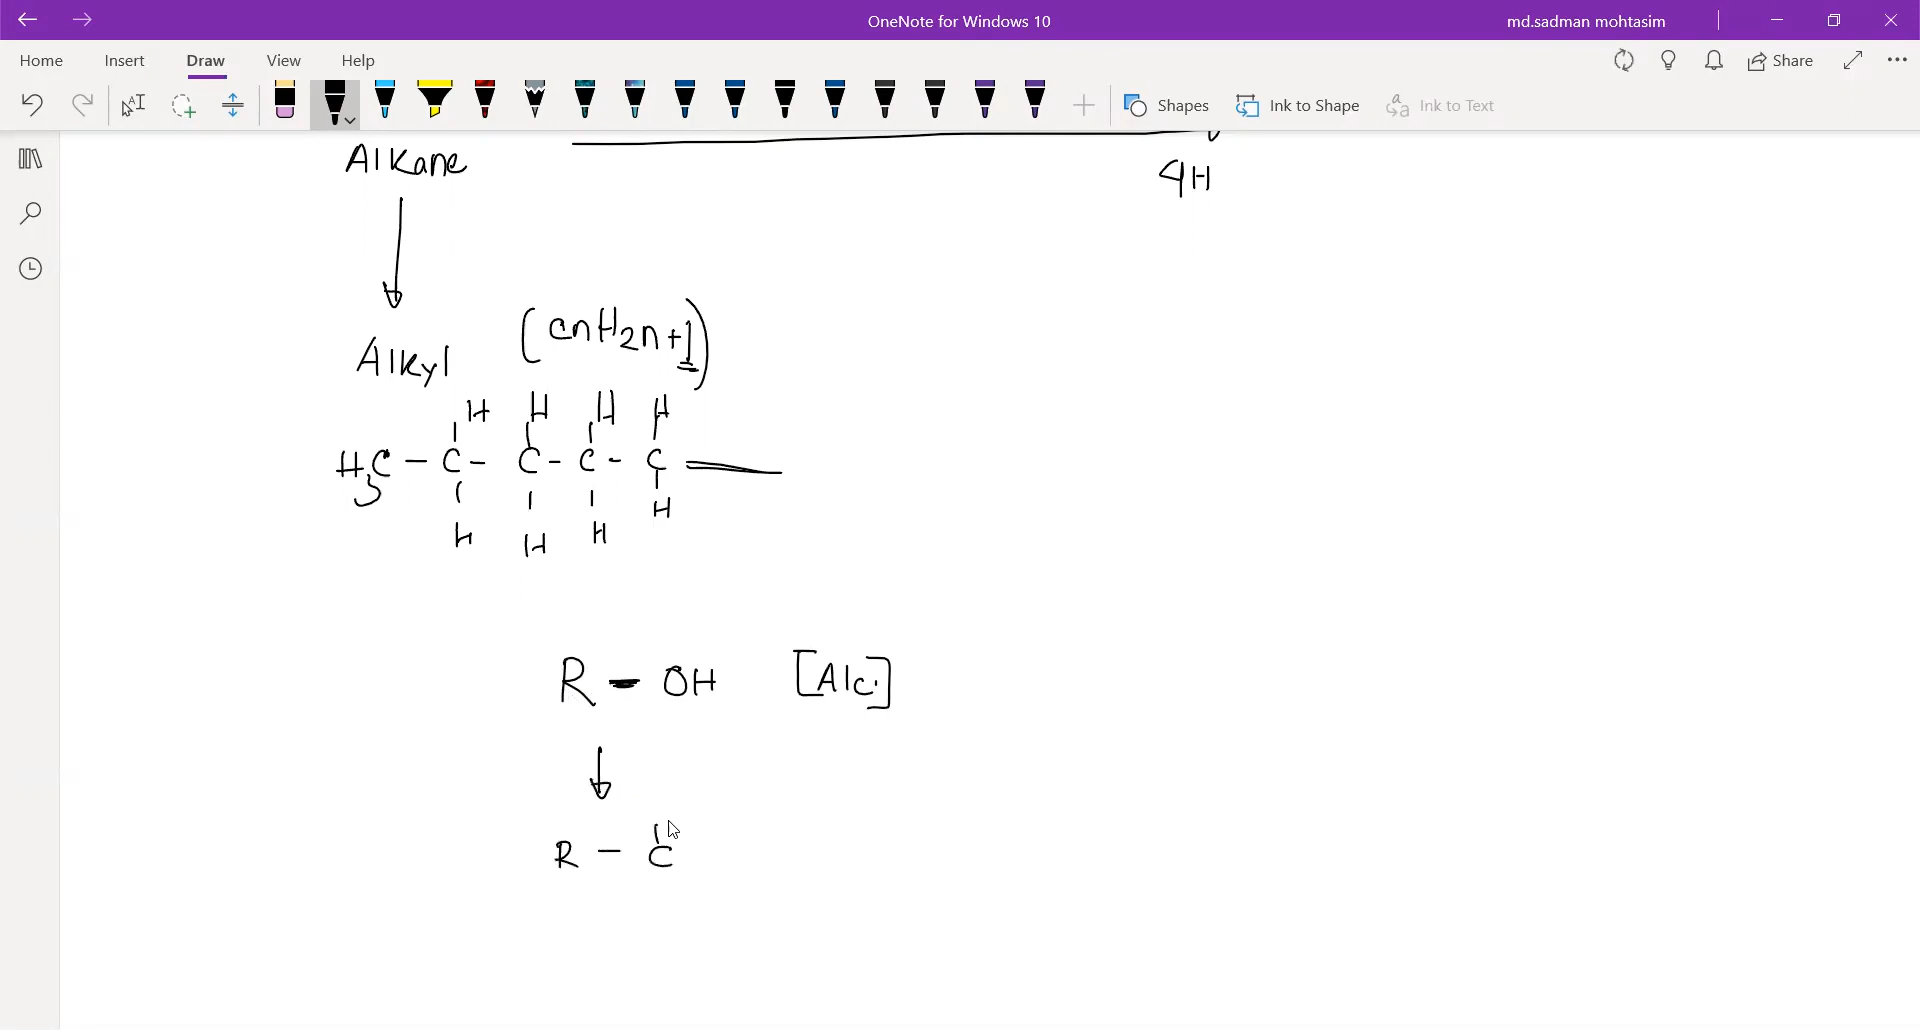 OneNote for Windows 10
md.sadman mohtasim
Home Insert Draw View Help
Share
Shapes Ink to Shape Ink to Text
Alkane
4H
(CnH2n+1)
Alkyl
H H H H
H3C - C - C - C - C
H
H H H
R - OH [Alc.]
R - C